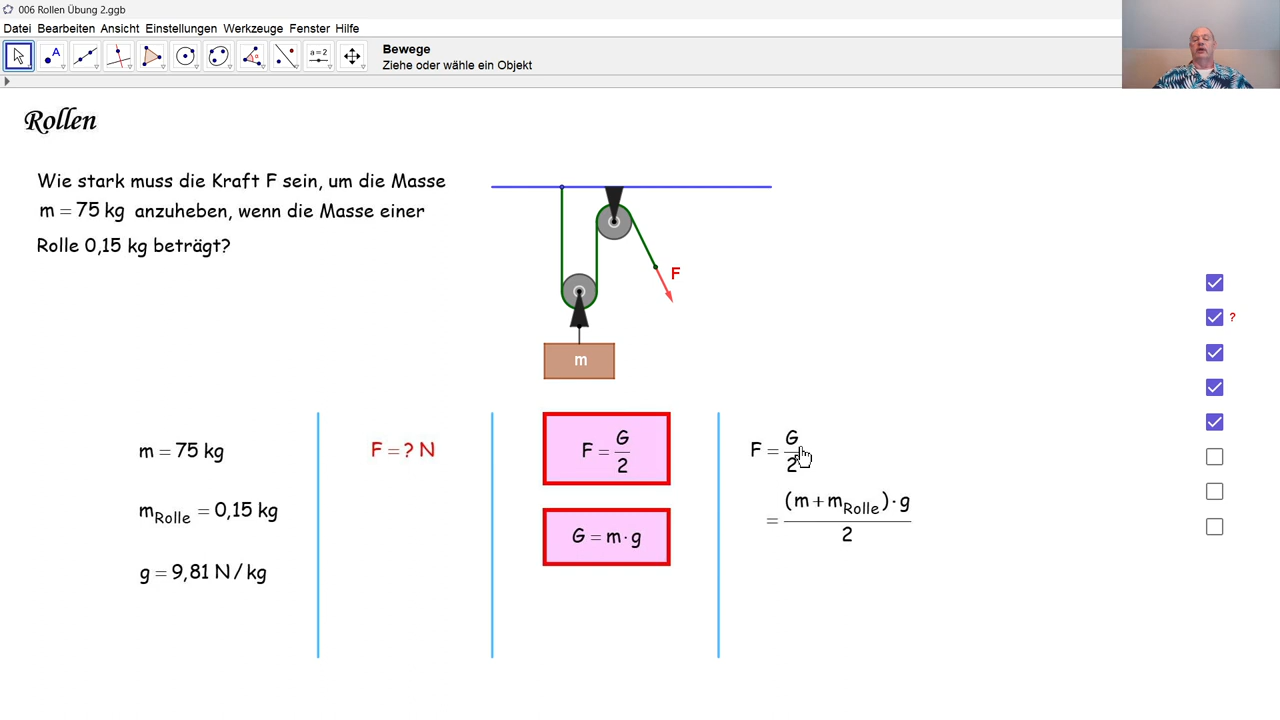 006 Rollen Übung 2.ggb
Datei Bearbeiten Ansicht Einstellungen Werkzeuge Fenster Hilfe
A
a=2
Bewege
Ziehe oder wähle ein Objekt
Rollen
Wie stark muss die Kraft F sein, um die Masse
m = 75 kg anzuheben, wenn die Masse einer
Rolle 0,15 kg beträgt?
F
m
?
m = 75 kg
m_Rolle = 0,15 kg
g = 9,81 N / kg
F = ? N
F = G/2
G = m · g
F = G/2
= ((m + m_Rolle) · g)/2